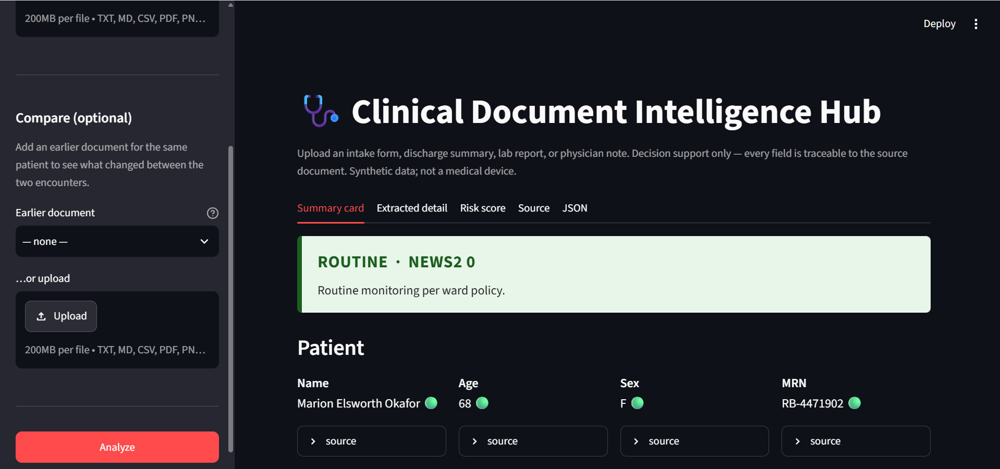 200MB per file • TXT, MD, CSV, PDF, PN...
Compare (optional)
Add an earlier document for the same
patient to see what changed between the
two encounters.
Earlier document
— none —
...or upload
Upload
200MB per file • TXT, MD, CSV, PDF, PN...
Analyze
Deploy
Clinical Document Intelligence Hub
Upload an intake form, discharge summary, lab report, or physician note. Decision support only — every field is traceable to the source
document. Synthetic data; not a medical device.
Summary card Extracted detail Risk score Source JSON
ROUTINE · NEWS2 0
Routine monitoring per ward policy.
Patient
Name Age Sex MRN
Marion Elsworth Okafor 68 F RB-4471902
source source source source